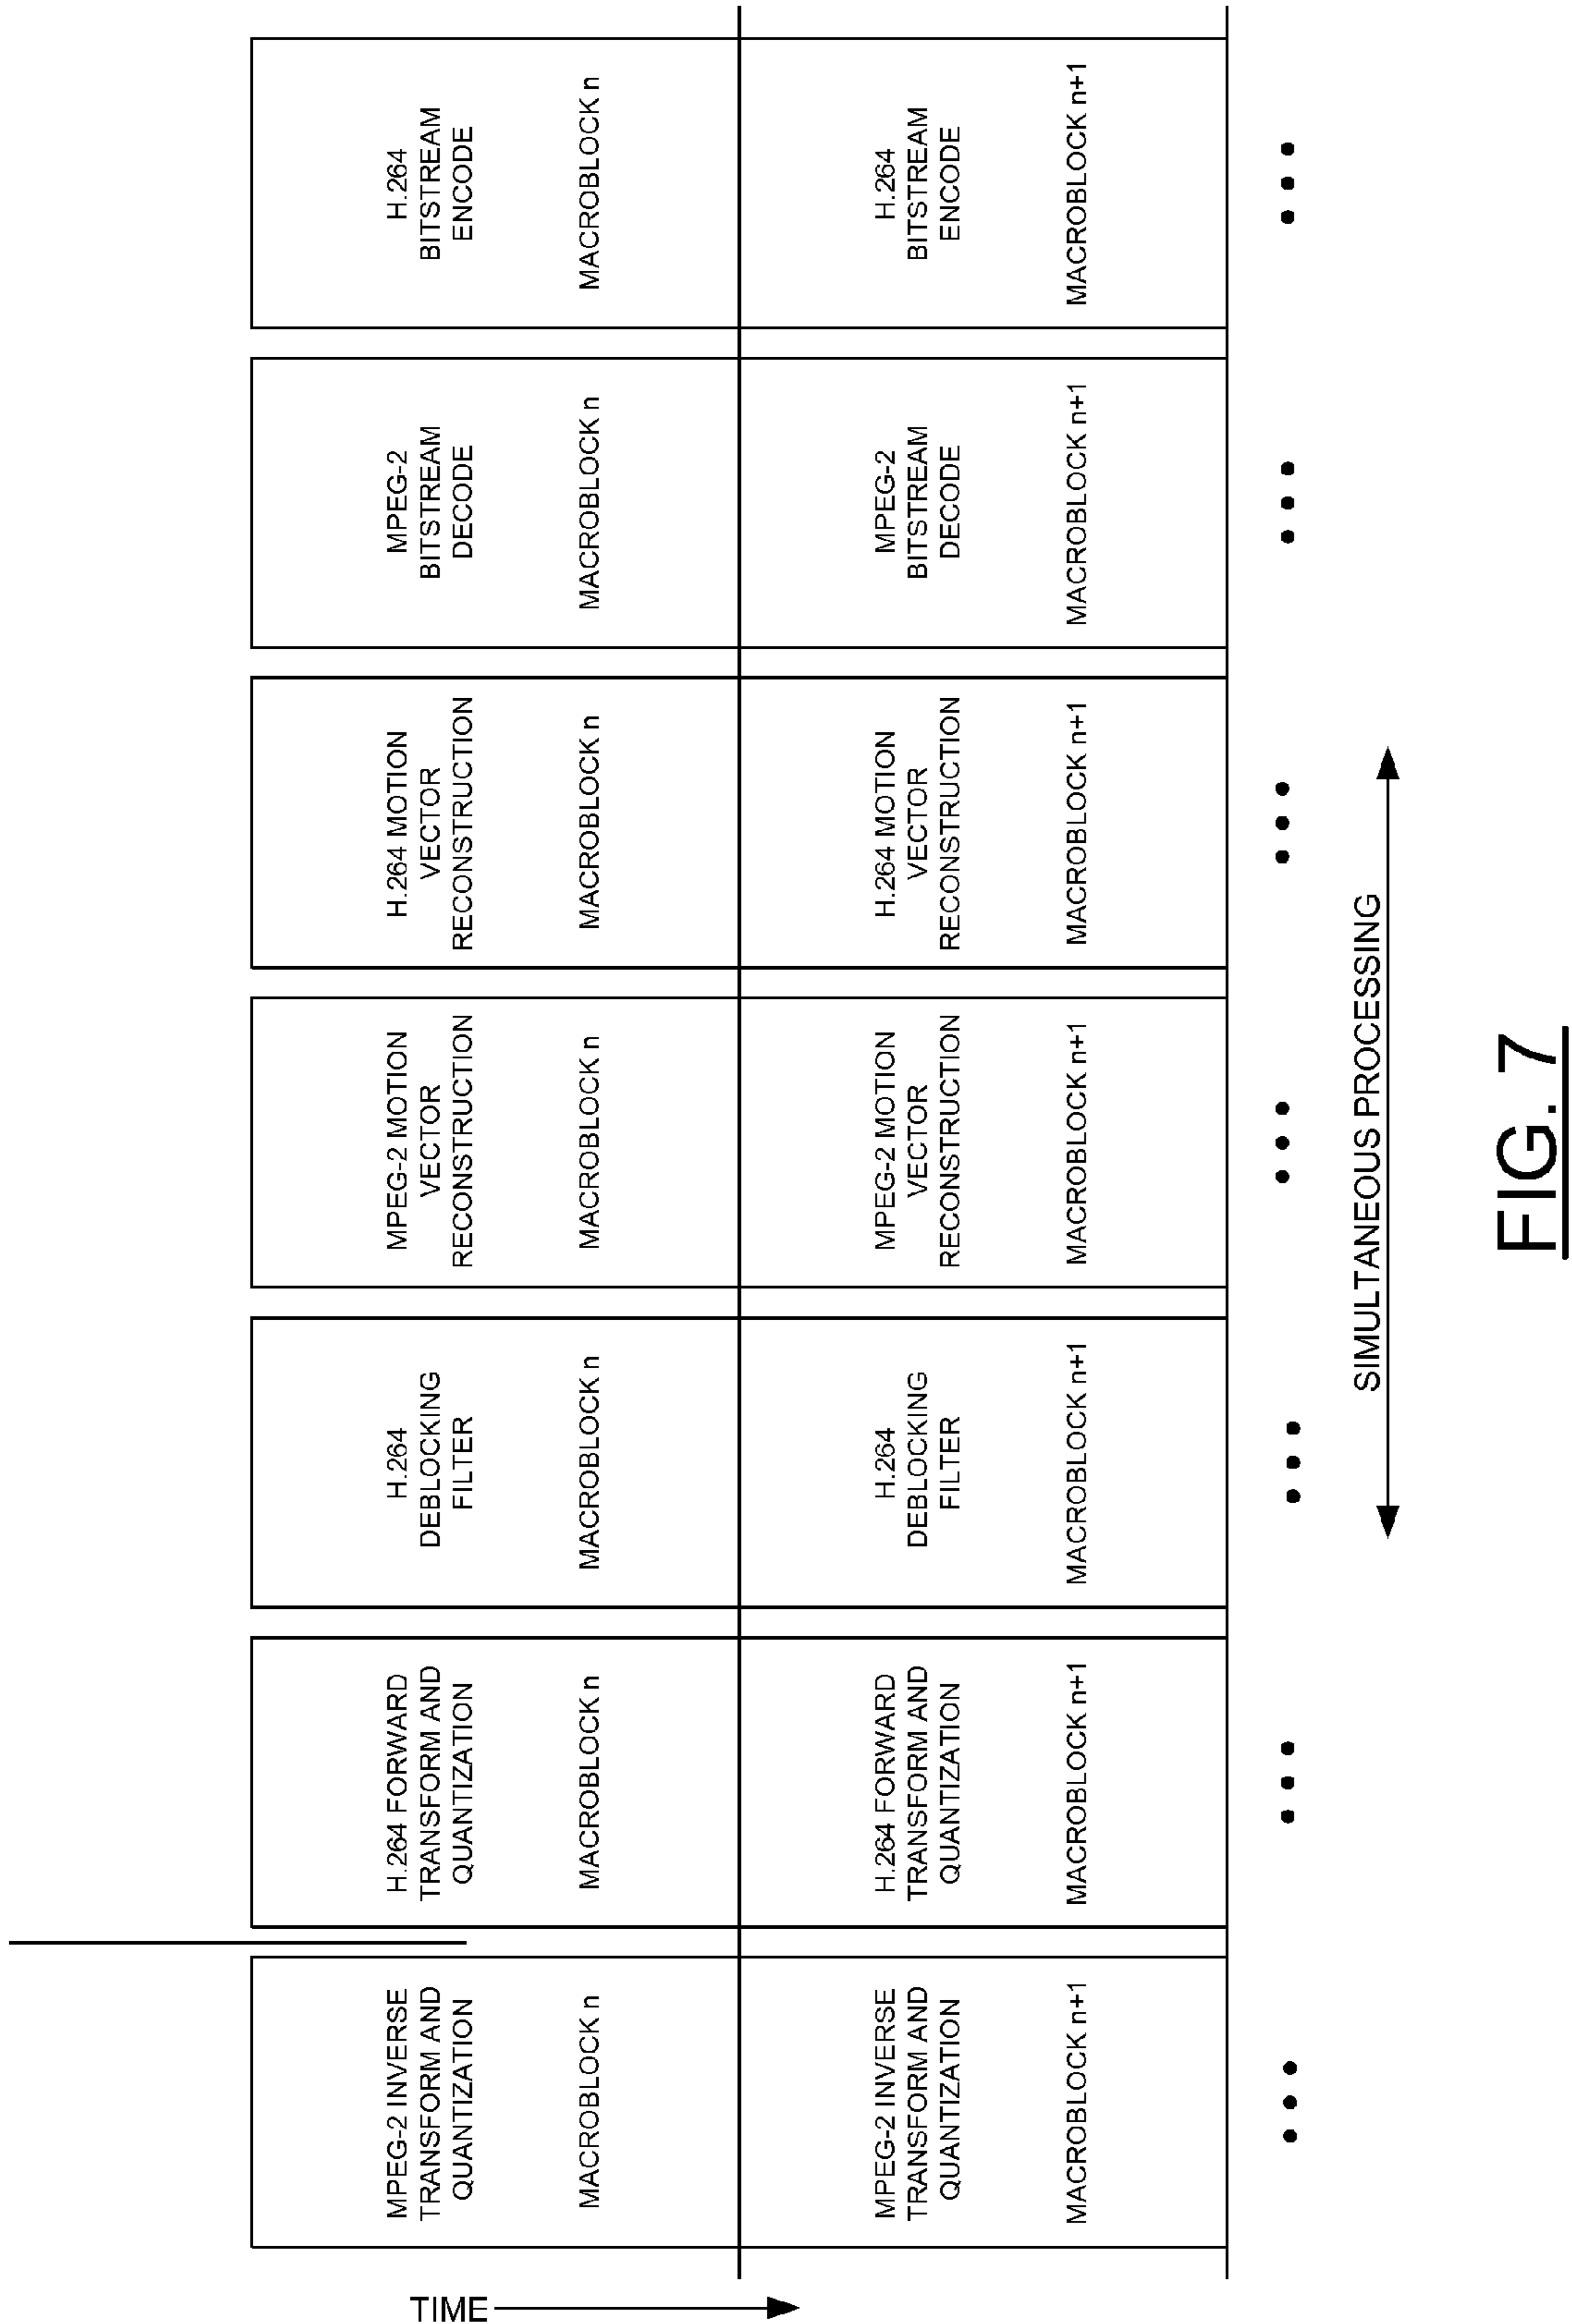 TIME
MPEG-2 INVERSE
TRANSFORM AND
QUANTIZATION
MACROBLOCK n
H.264 FORWARD
TRANSFORM AND
QUANTIZATION
MACROBLOCK n
H.264
DEBLOCKING
FILTER
MACROBLOCK n
MPEG-2 MOTION
VECTOR
RECONSTRUCTION
MACROBLOCK n
H.264 MOTION
VECTOR
RECONSTRUCTION
MACROBLOCK n
MPEG-2
BITSTREAM
DECODE
MACROBLOCK n
H.264
BITSTREAM
ENCODE
MACROBLOCK n
MPEG-2 INVERSE
TRANSFORM AND
QUANTIZATION
MACROBLOCK n+1
H.264 FORWARD
TRANSFORM AND
QUANTIZATION
MACROBLOCK n+1
H.264
DEBLOCKING
FILTER
MACROBLOCK n+1
MPEG-2 MOTION
VECTOR
RECONSTRUCTION
MACROBLOCK n+1
H.264 MOTION
VECTOR
RECONSTRUCTION
MACROBLOCK n+1
MPEG-2
BITSTREAM
DECODE
MACROBLOCK n+1
H.264
BITSTREAM
ENCODE
MACROBLOCK n+1
SIMULTANEOUS PROCESSING
FIG. 7